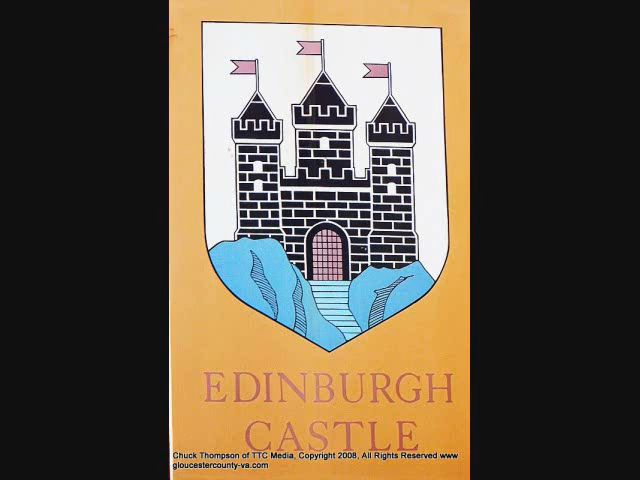 EDINBURGH
CASTLE
Chuck Thompson of TTC Media, Copyright 2008, All Rights Reserved www
gloucestercounty-va.com